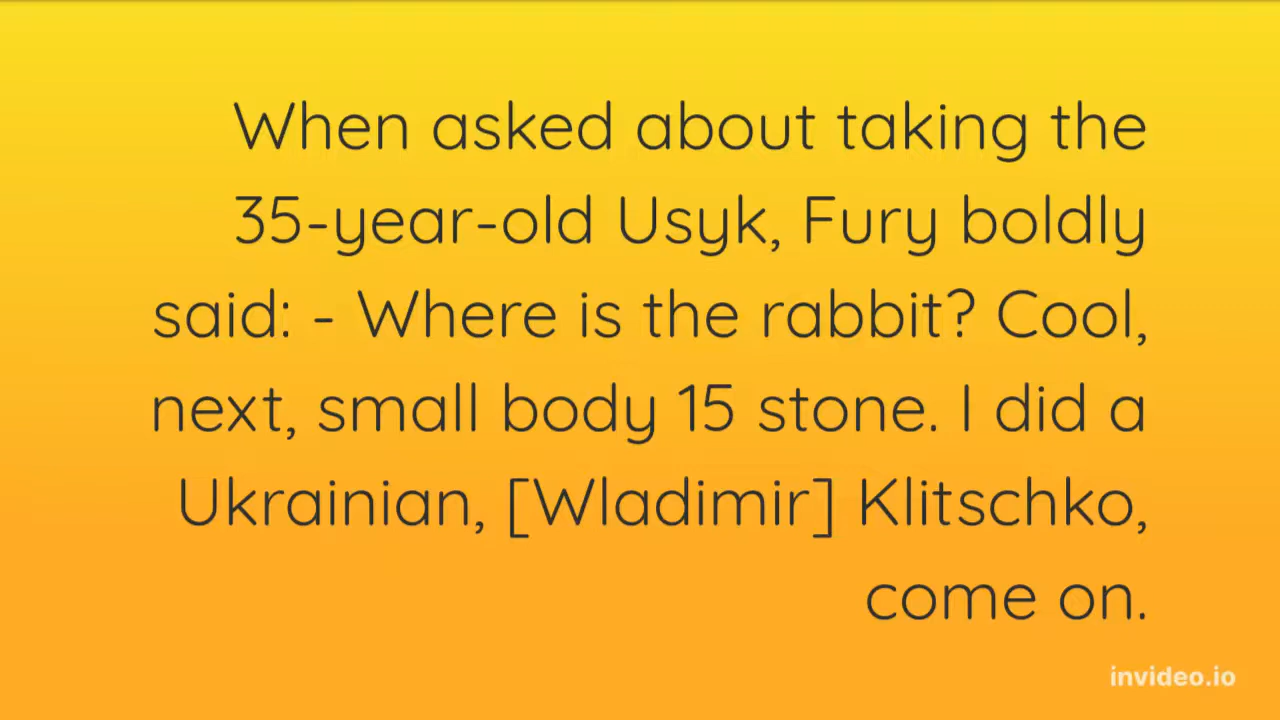 When asked about taking the
35-year-old Usyk, Fury boldly
said: - Where is the rabbit? Cool,
next, small body 15 stone. I did a
Ukrainian, [Wladimir] Klitschko,
come on.
invideo.io